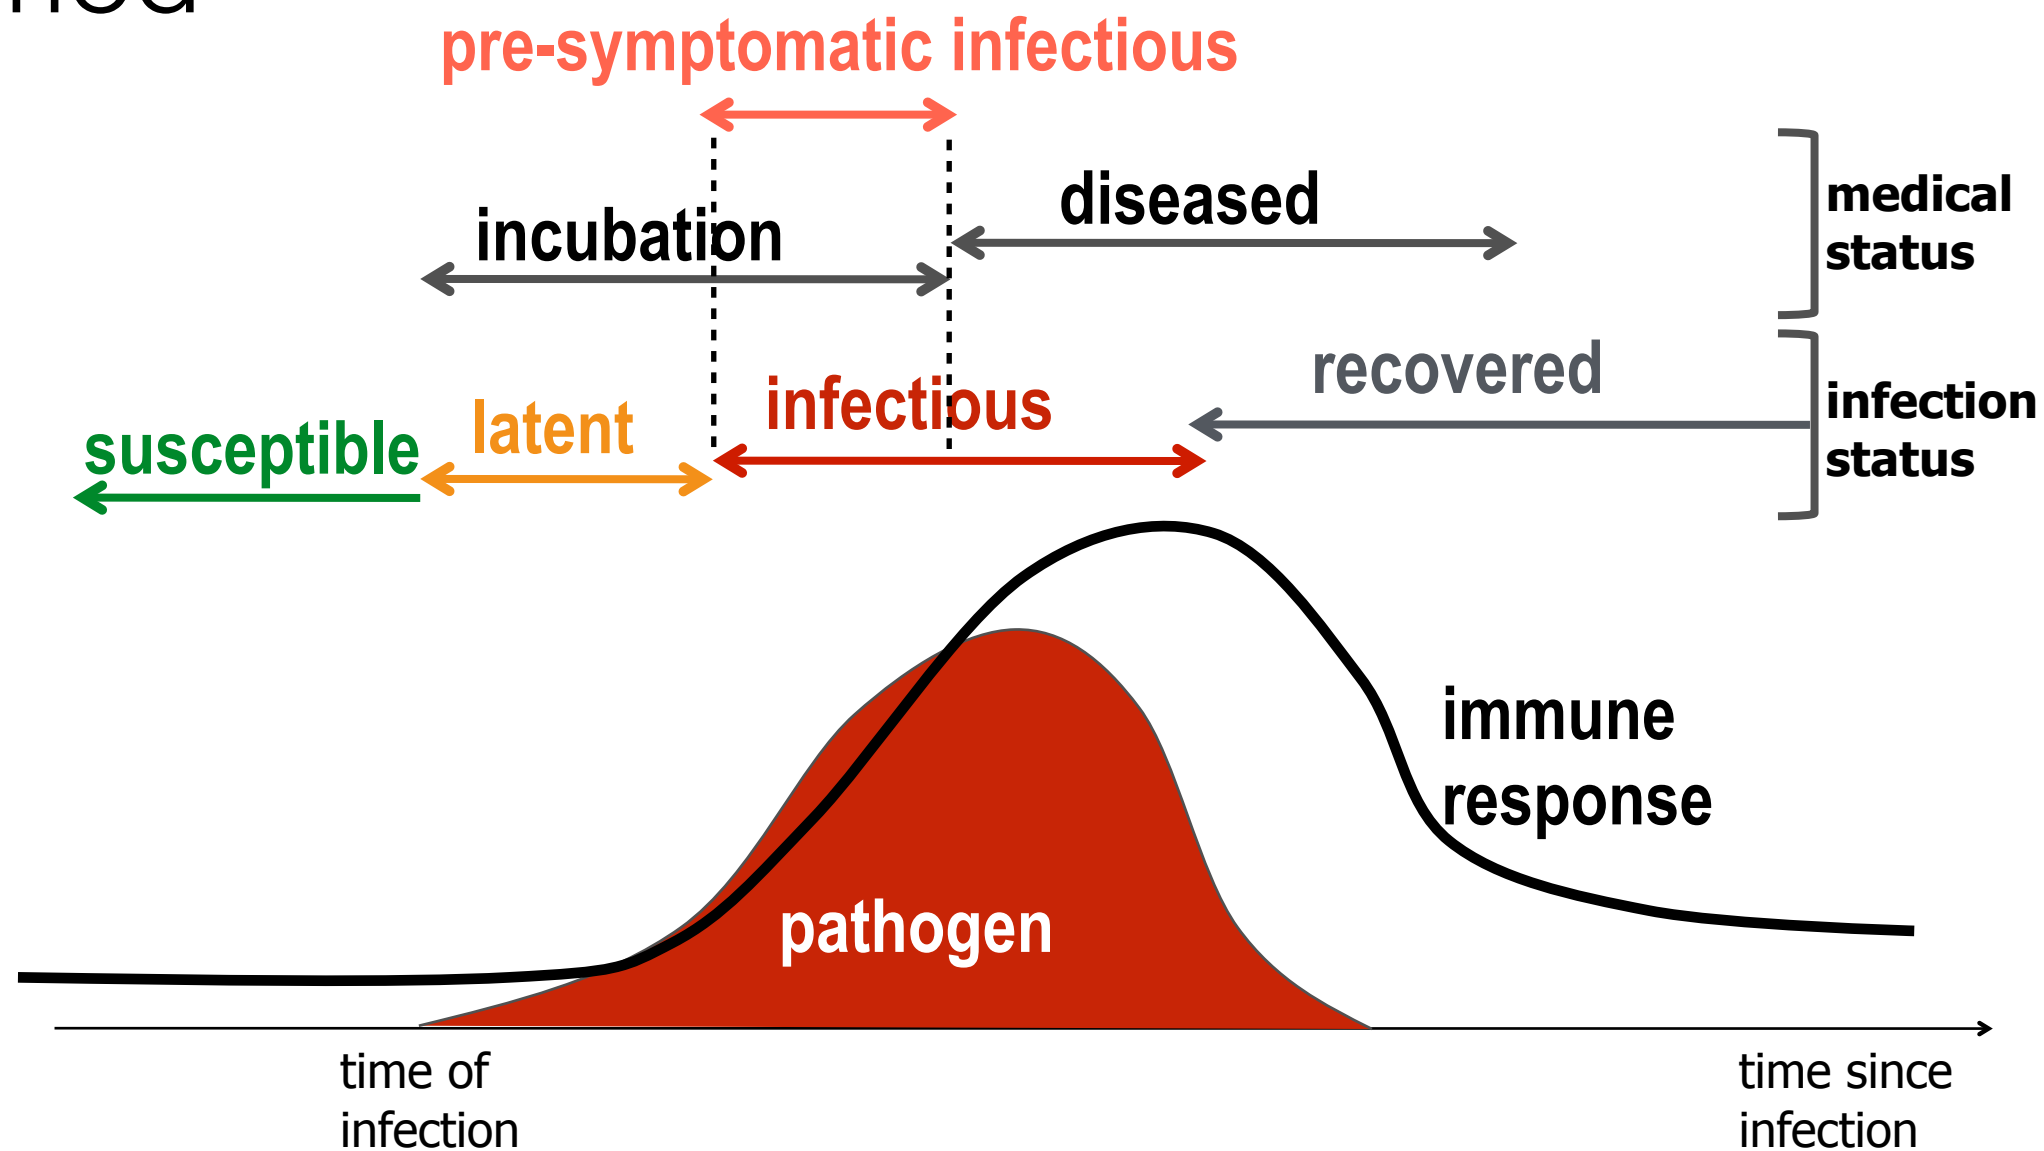 pre-symptomatic infectious
diseased
incubation
medical
status
recovered
infectious
latent
susceptible
infection
status
immune
response
pathogen
time of
infection
time since
infection